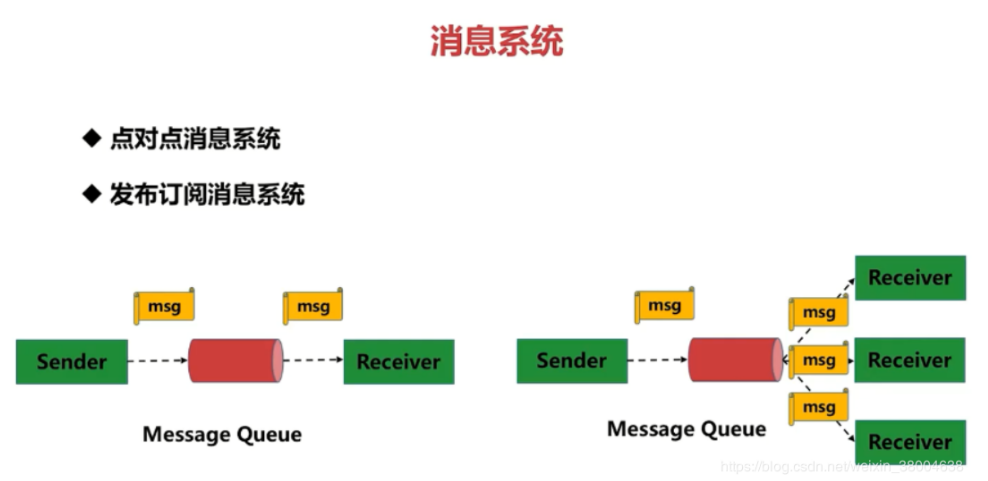 消息系统
◆ 点对点消息系统
◆ 发布订阅消息系统
msg
msg
Sender
Receiver
Message Queue
msg
Sender
msg
msg
msg
Receiver
Receiver
Receiver
Message Queue
https://blog.csdn.net/weixin_38004638